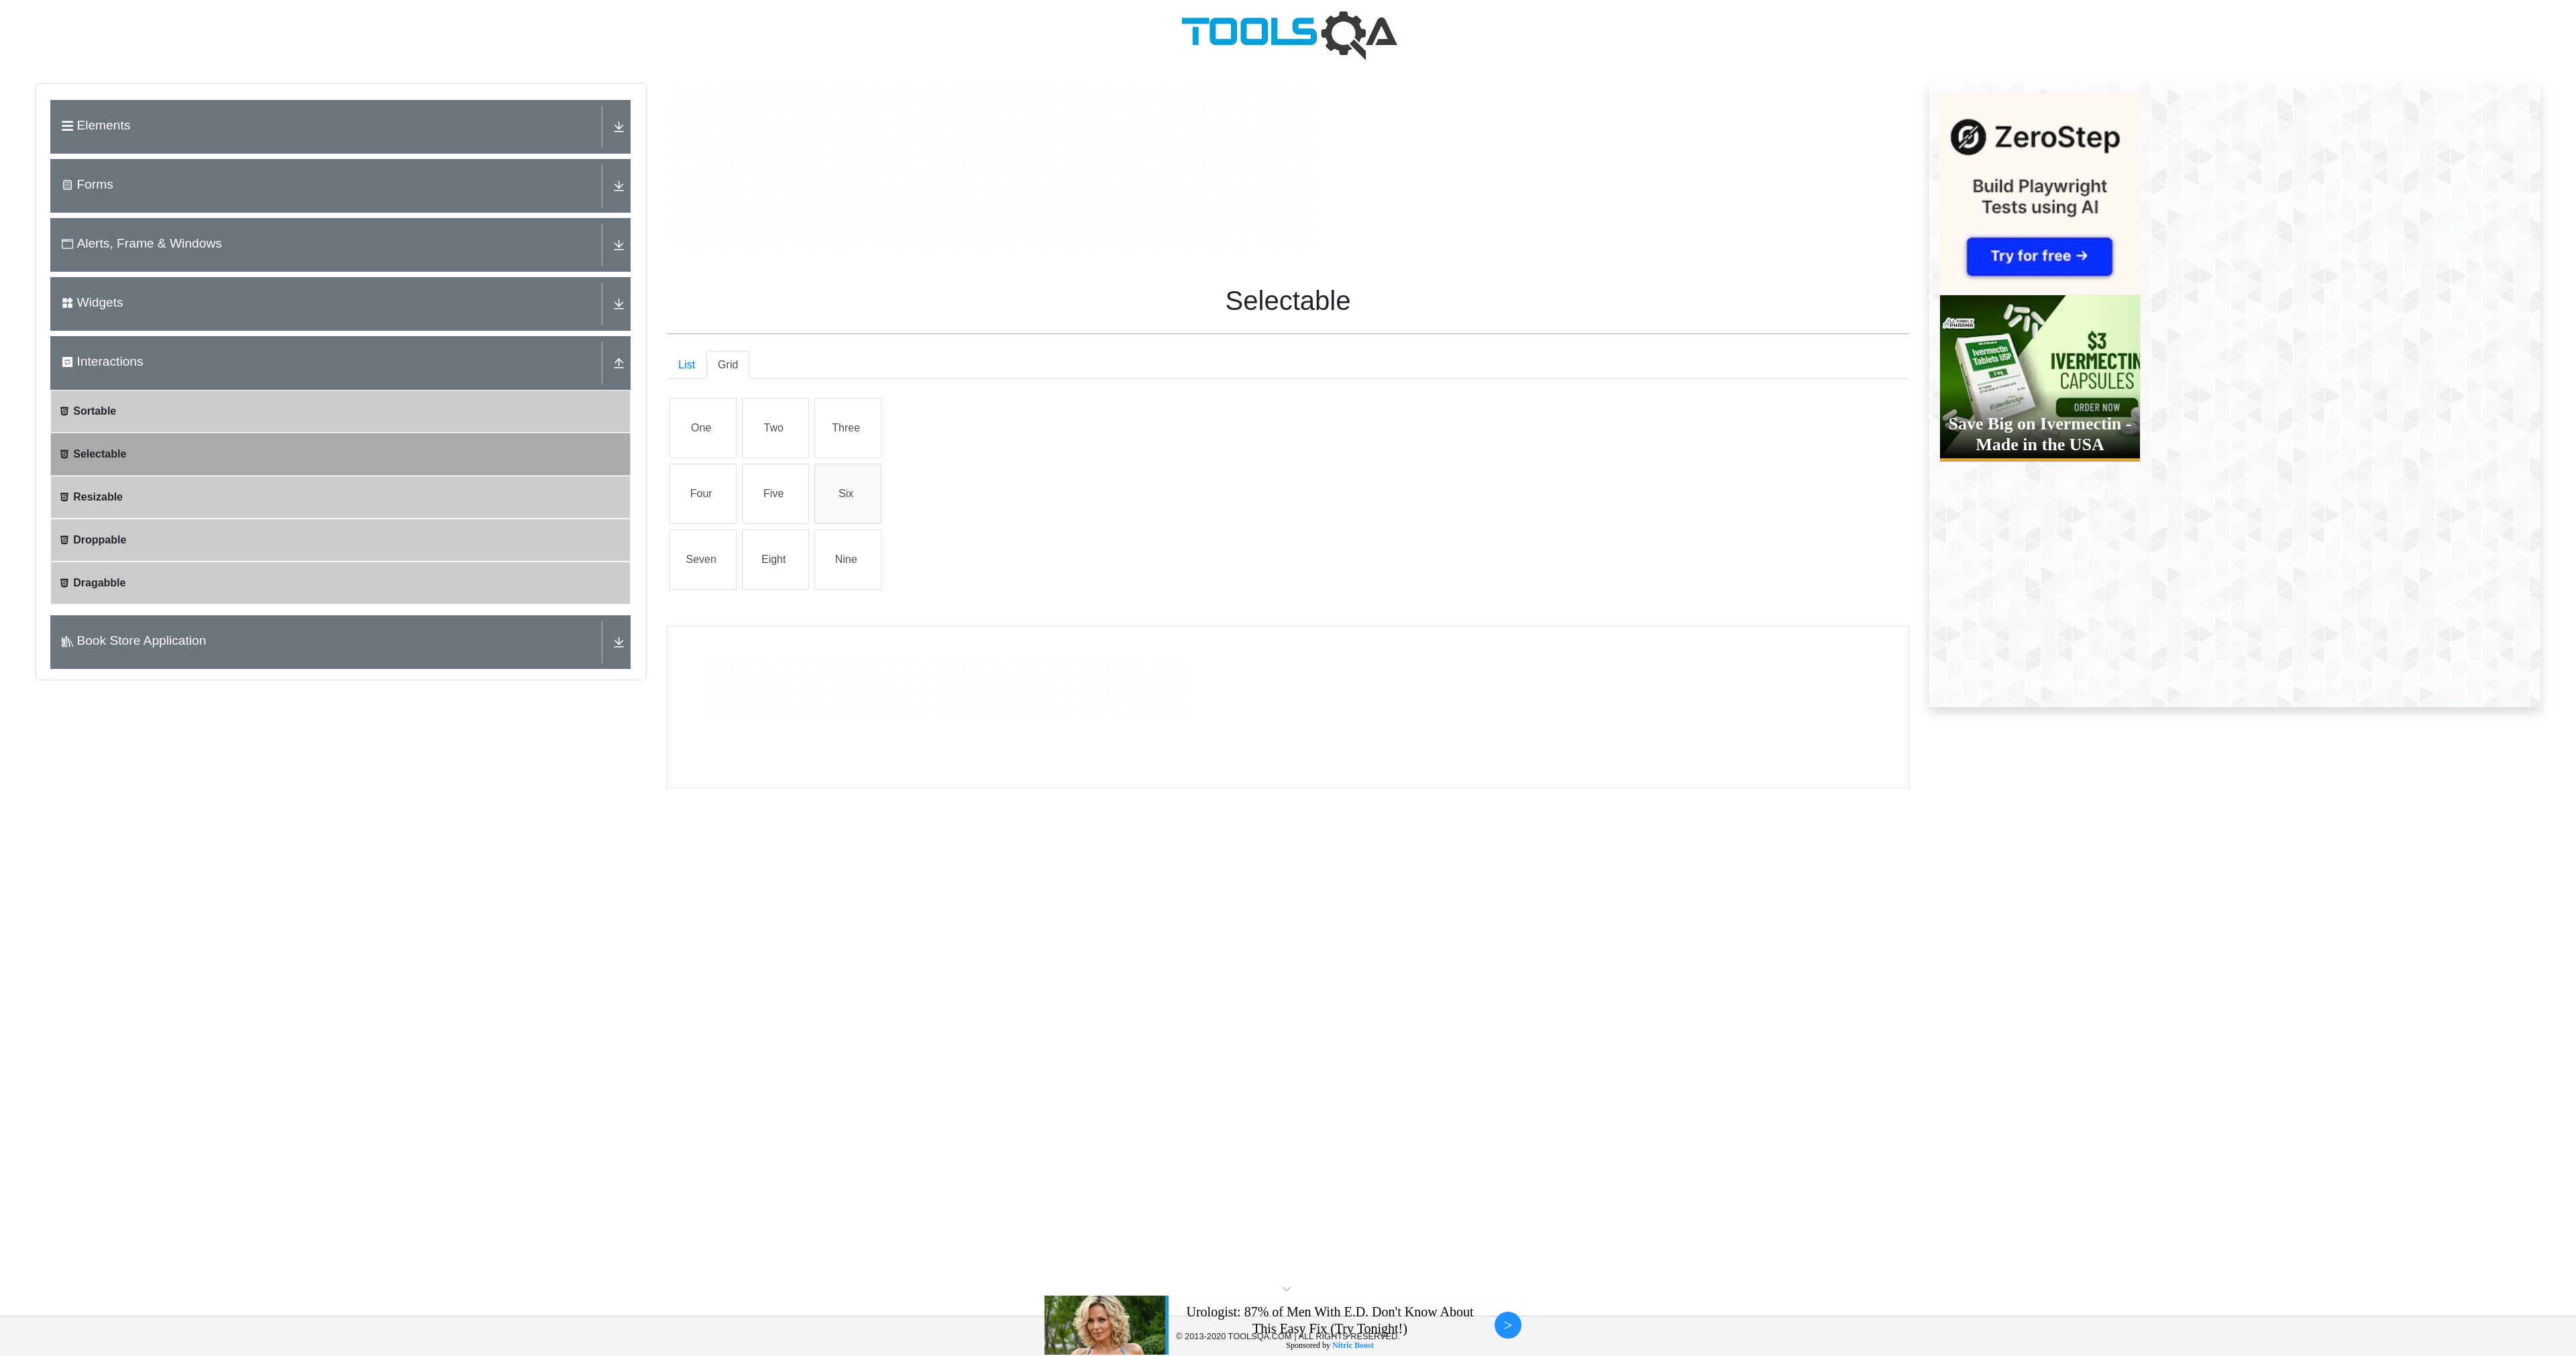 TOOLSQA
Elements
Forms
Alerts, Frame & Windows
Widgets
Interactions
Sortable
Selectable
Resizable
Droppable
Dragabble
Book Store Application
Selectable
List Grid
One Two Three
Four Five Six
Seven Eight Nine
ZeroStep
Build Playwright
Tests using AI
Try for free →
$3
IVERMECTIN
CAPSULES
ORDER NOW
Ivermectin
Tablets USP
3 mg
Save Big on Ivermectin -
Made in the USA
Urologist: 87% of Men With E.D. Don't Know About
This Easy Fix (Try Tonight!)
© 2013-2020 TOOLSQA.COM | ALL RIGHTS RESERVED.
Sponsored by Nitric Boost
>